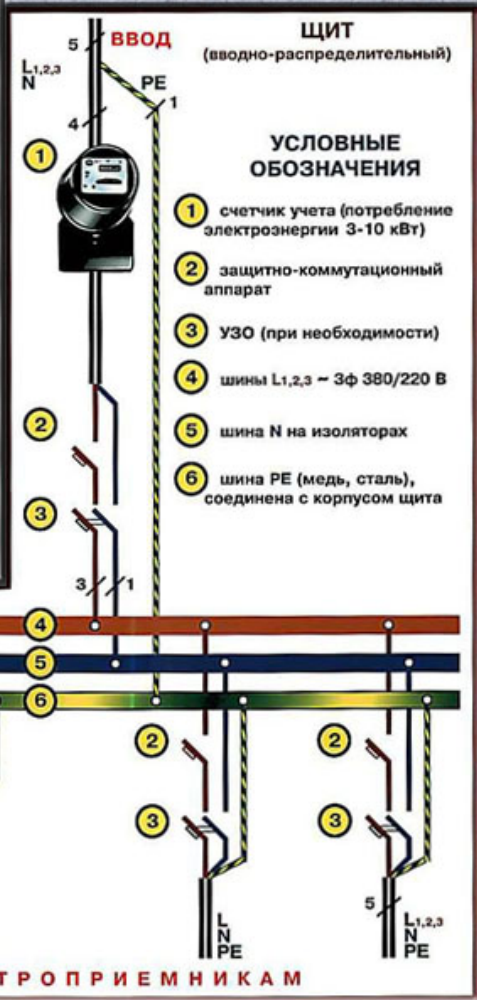 ЩИТ
(вводно-распределительный)
5 ВВОД
L1,2,3
N
PE
1
4
УСЛОВНЫЕ
ОБОЗНАЧЕНИЯ
1
1 счетчик учета (потребление
электроэнергии 3-10 кВт)
2 защитно-коммутационный
аппарат
3 УЗО (при необходимости)
4 шины L1,2,3 ~ 3ф 380/220 В
5 шина N на изоляторах
6 шина PE (медь, сталь),
соединена с корпусом щита
2
3
3 1
4
5
6
2 2
3 3
5
L
N
PE
L1,2,3
N
PE
ТРОПРИЕМНИКАМ